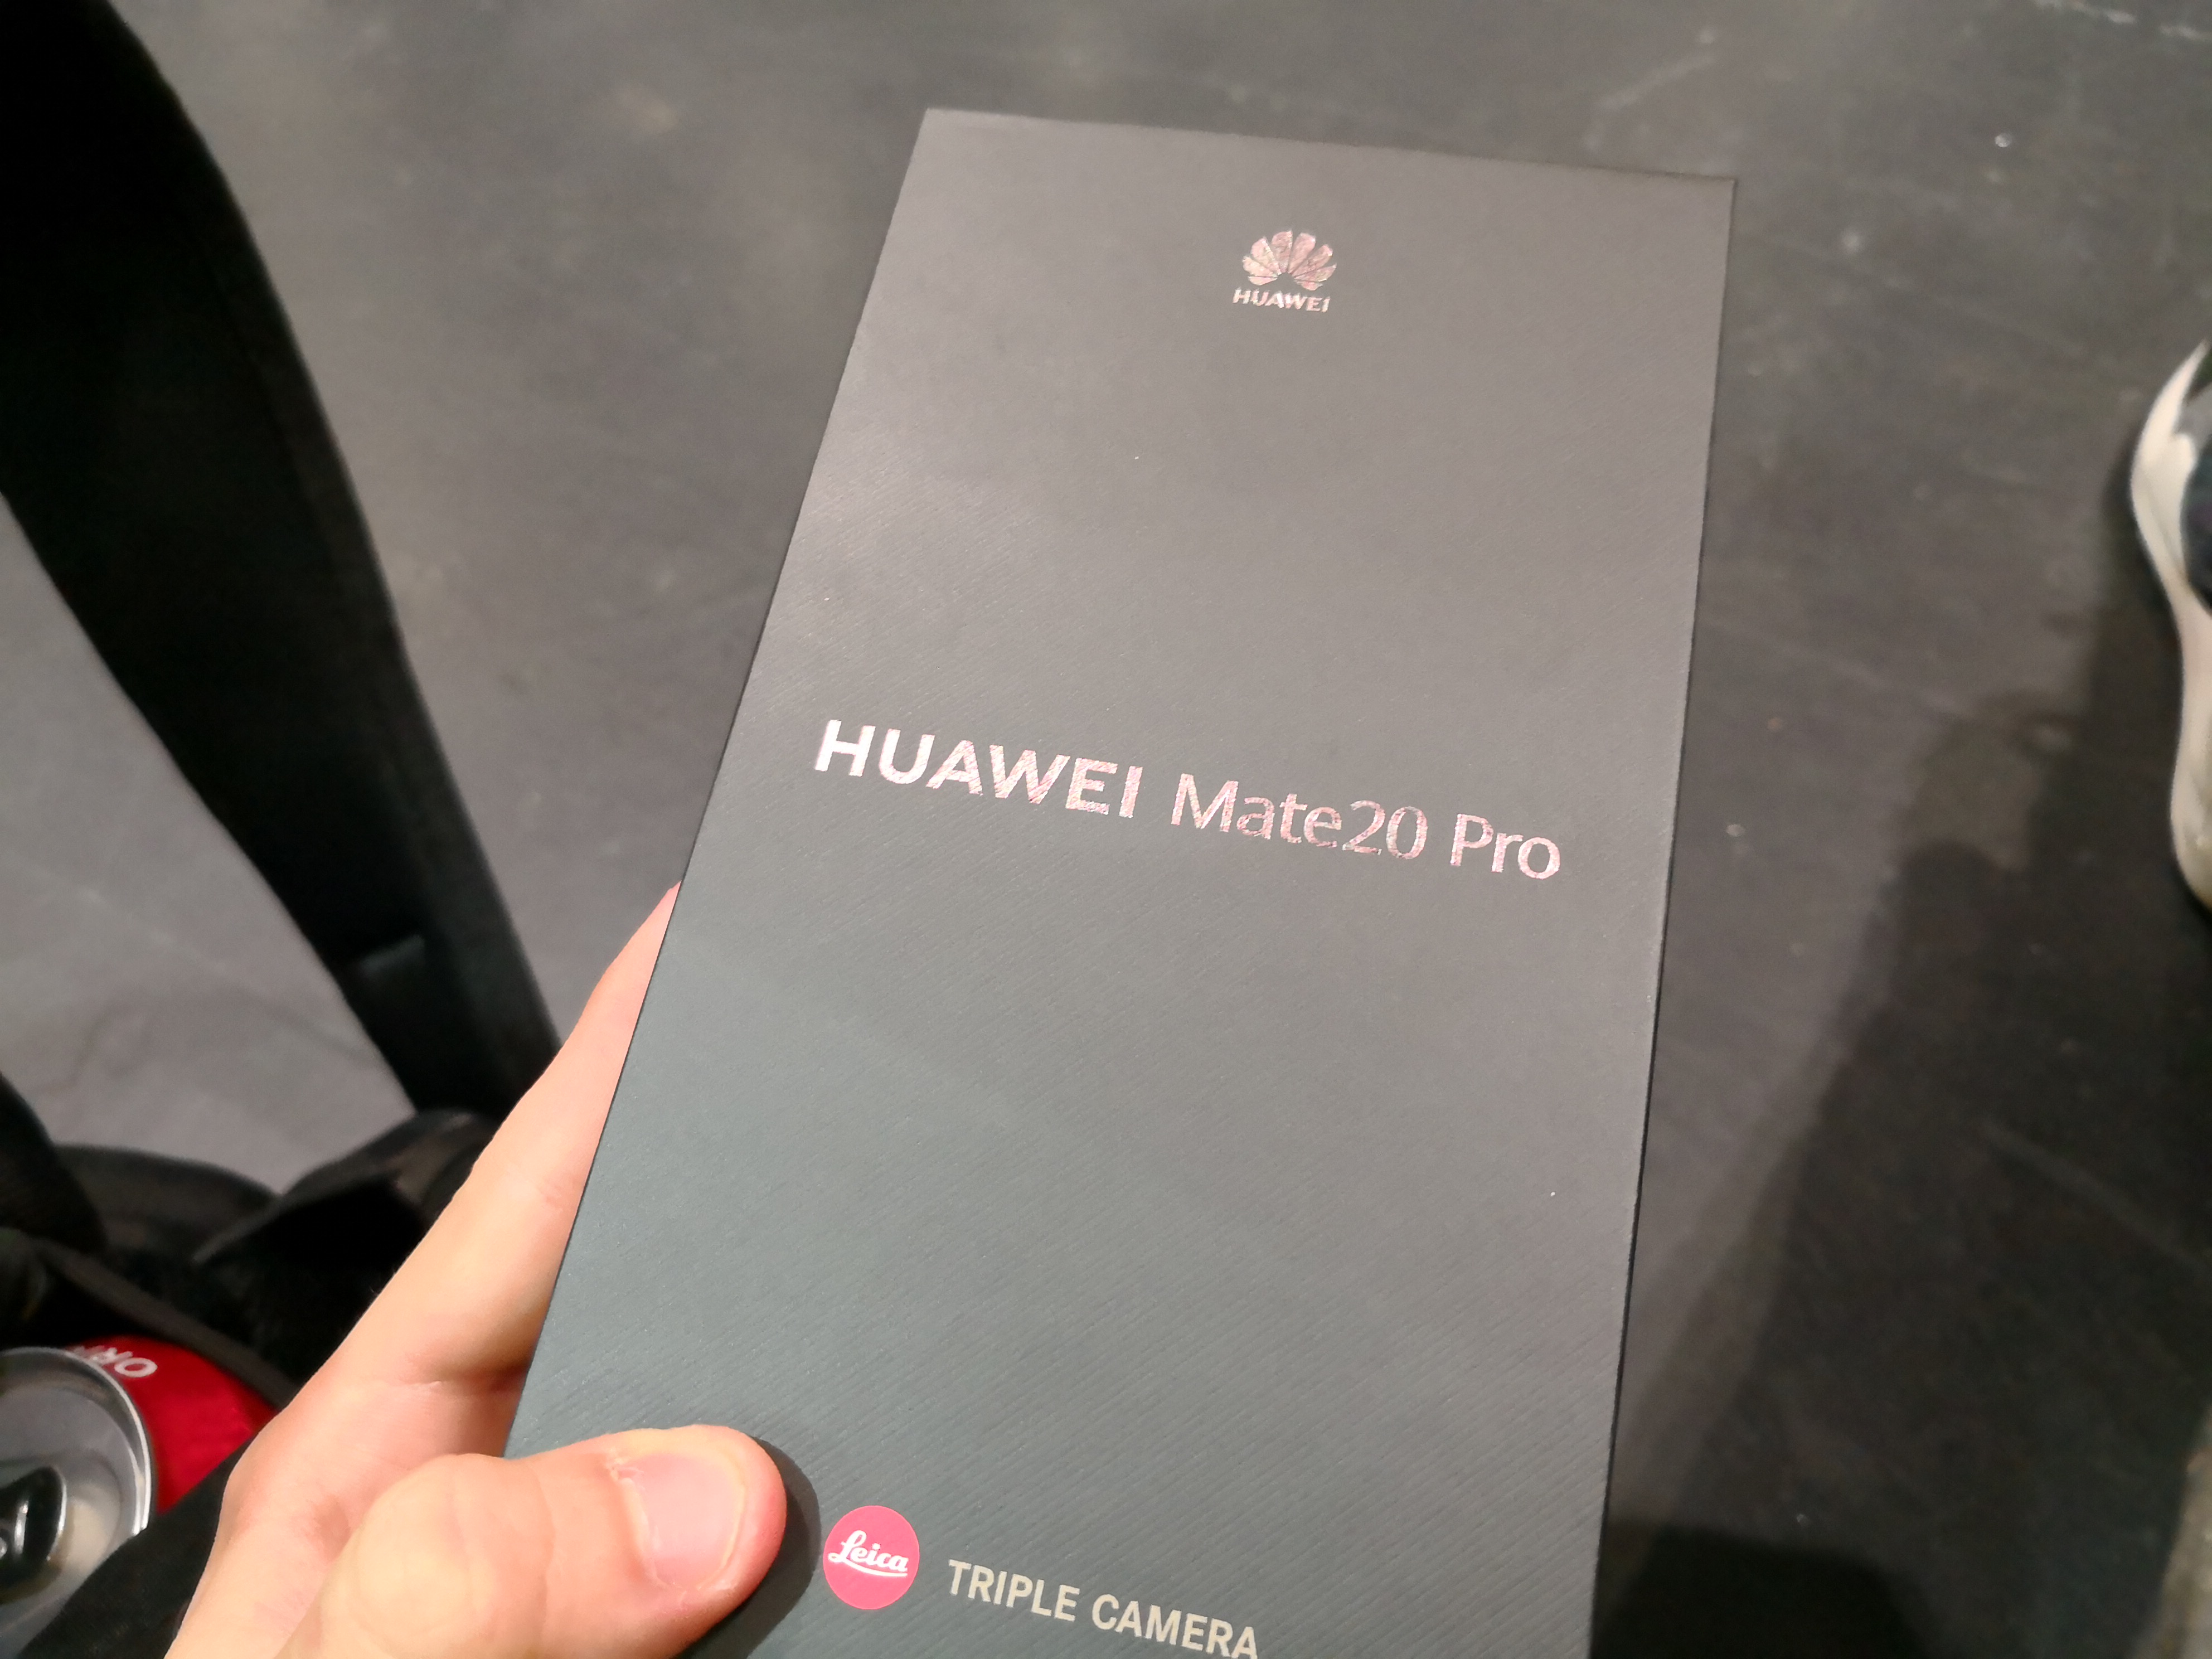 HUAWEI
HUAWEI Mate20 Pro
Leica
TRIPLE CAMERA